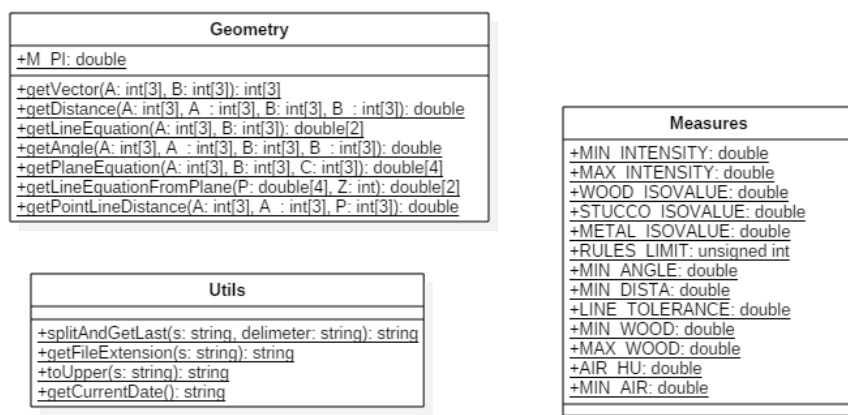 Geometry
+M_PI: double
+getVector(A: int[3], B: int[3]): int[3]
+getDistance(A: int[3], A_: int[3], B: int[3], B_: int[3]): double
+getLineEquation(A: int[3], B: int[3]): double[2]
+getAngle(A: int[3], A_: int[3], B: int[3], B_: int[3]): double
+getPlaneEquation(A: int[3], B: int[3], C: int[3]): double[4]
+getLineEquationFromPlane(P: double[4], Z: int): double[2]
+getPointLineDistance(A: int[3], A_: int[3], P: int[3]): double
Utils
+splitAndGetLast(s: string, delimeter: string): string
+getFileExtension(s: string): string
+toUpper(s: string): string
+getCurrentDate(): string
Measures
+MIN_INTENSITY: double
+MAX_INTENSITY: double
+WOOD_ISOVALUE: double
+STUCCO_ISOVALUE: double
+METAL_ISOVALUE: double
+RULES_LIMIT: unsigned int
+MIN_ANGLE: double
+MIN_DISTA: double
+LINE_TOLERANCE: double
+MIN_WOOD: double
+MAX_WOOD: double
+AIR_HU: double
+MIN_AIR: double